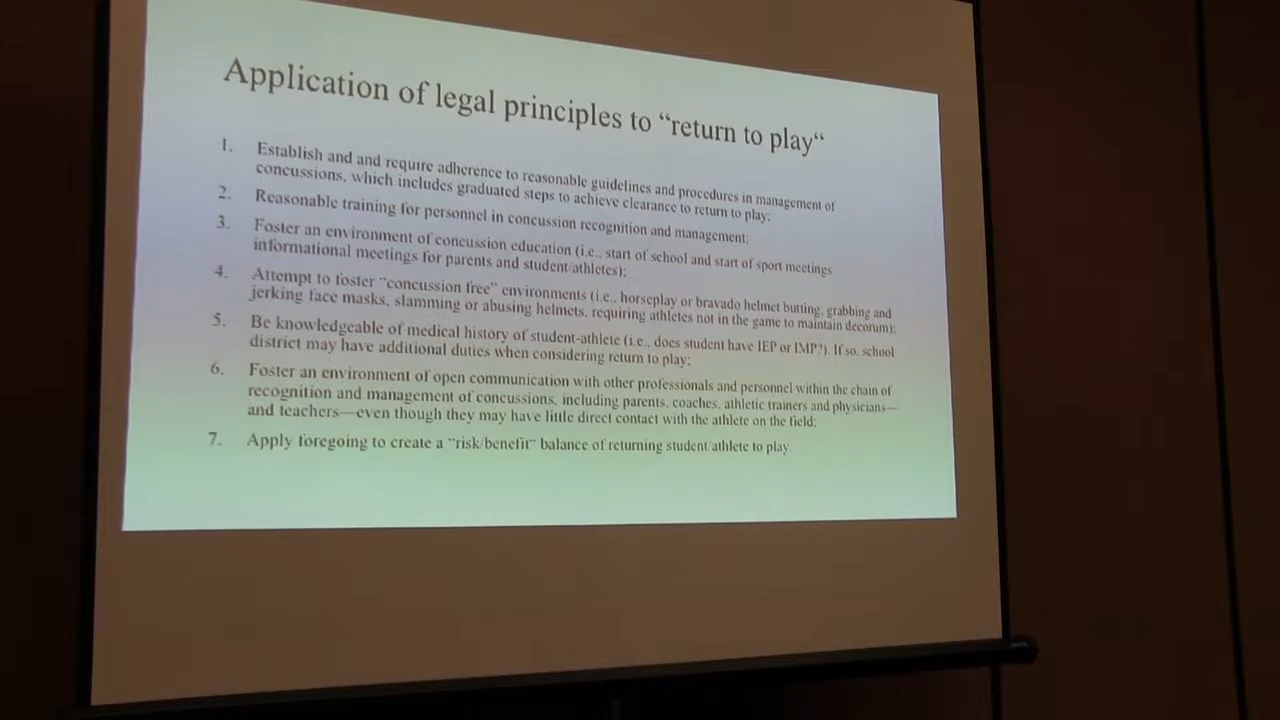 Application of legal principles to “return to play“
1. Establish and and require adherence to reasonable guidelines and procedures in management of
concussions, which includes graduated steps to achieve clearance to return to play;
2. Reasonable training for personnel in concussion recognition and management;
3. Foster an environment of concussion education (i.e., start of school and start of sport meetings
informational meetings for parents and student/athletes);
4. Attempt to foster “concussion free” environments (i.e., horseplay or bravado helmet butting, grabbing and
jerking face masks, slamming or abusing helmets, requiring athletes not in the game to maintain decorum);
5. Be knowledgeable of medical history of student-athlete (i.e., does student have IEP or IMP?). If so, school
district may have additional duties when considering return to play;
6. Foster an environment of open communication with other professionals and personnel within the chain of
recognition and management of concussions, including parents, coaches, athletic trainers and physicians—
and teachers—even though they may have little direct contact with the athlete on the field;
7. Apply foregoing to create a “risk/benefit” balance of returning student/athlete to play.